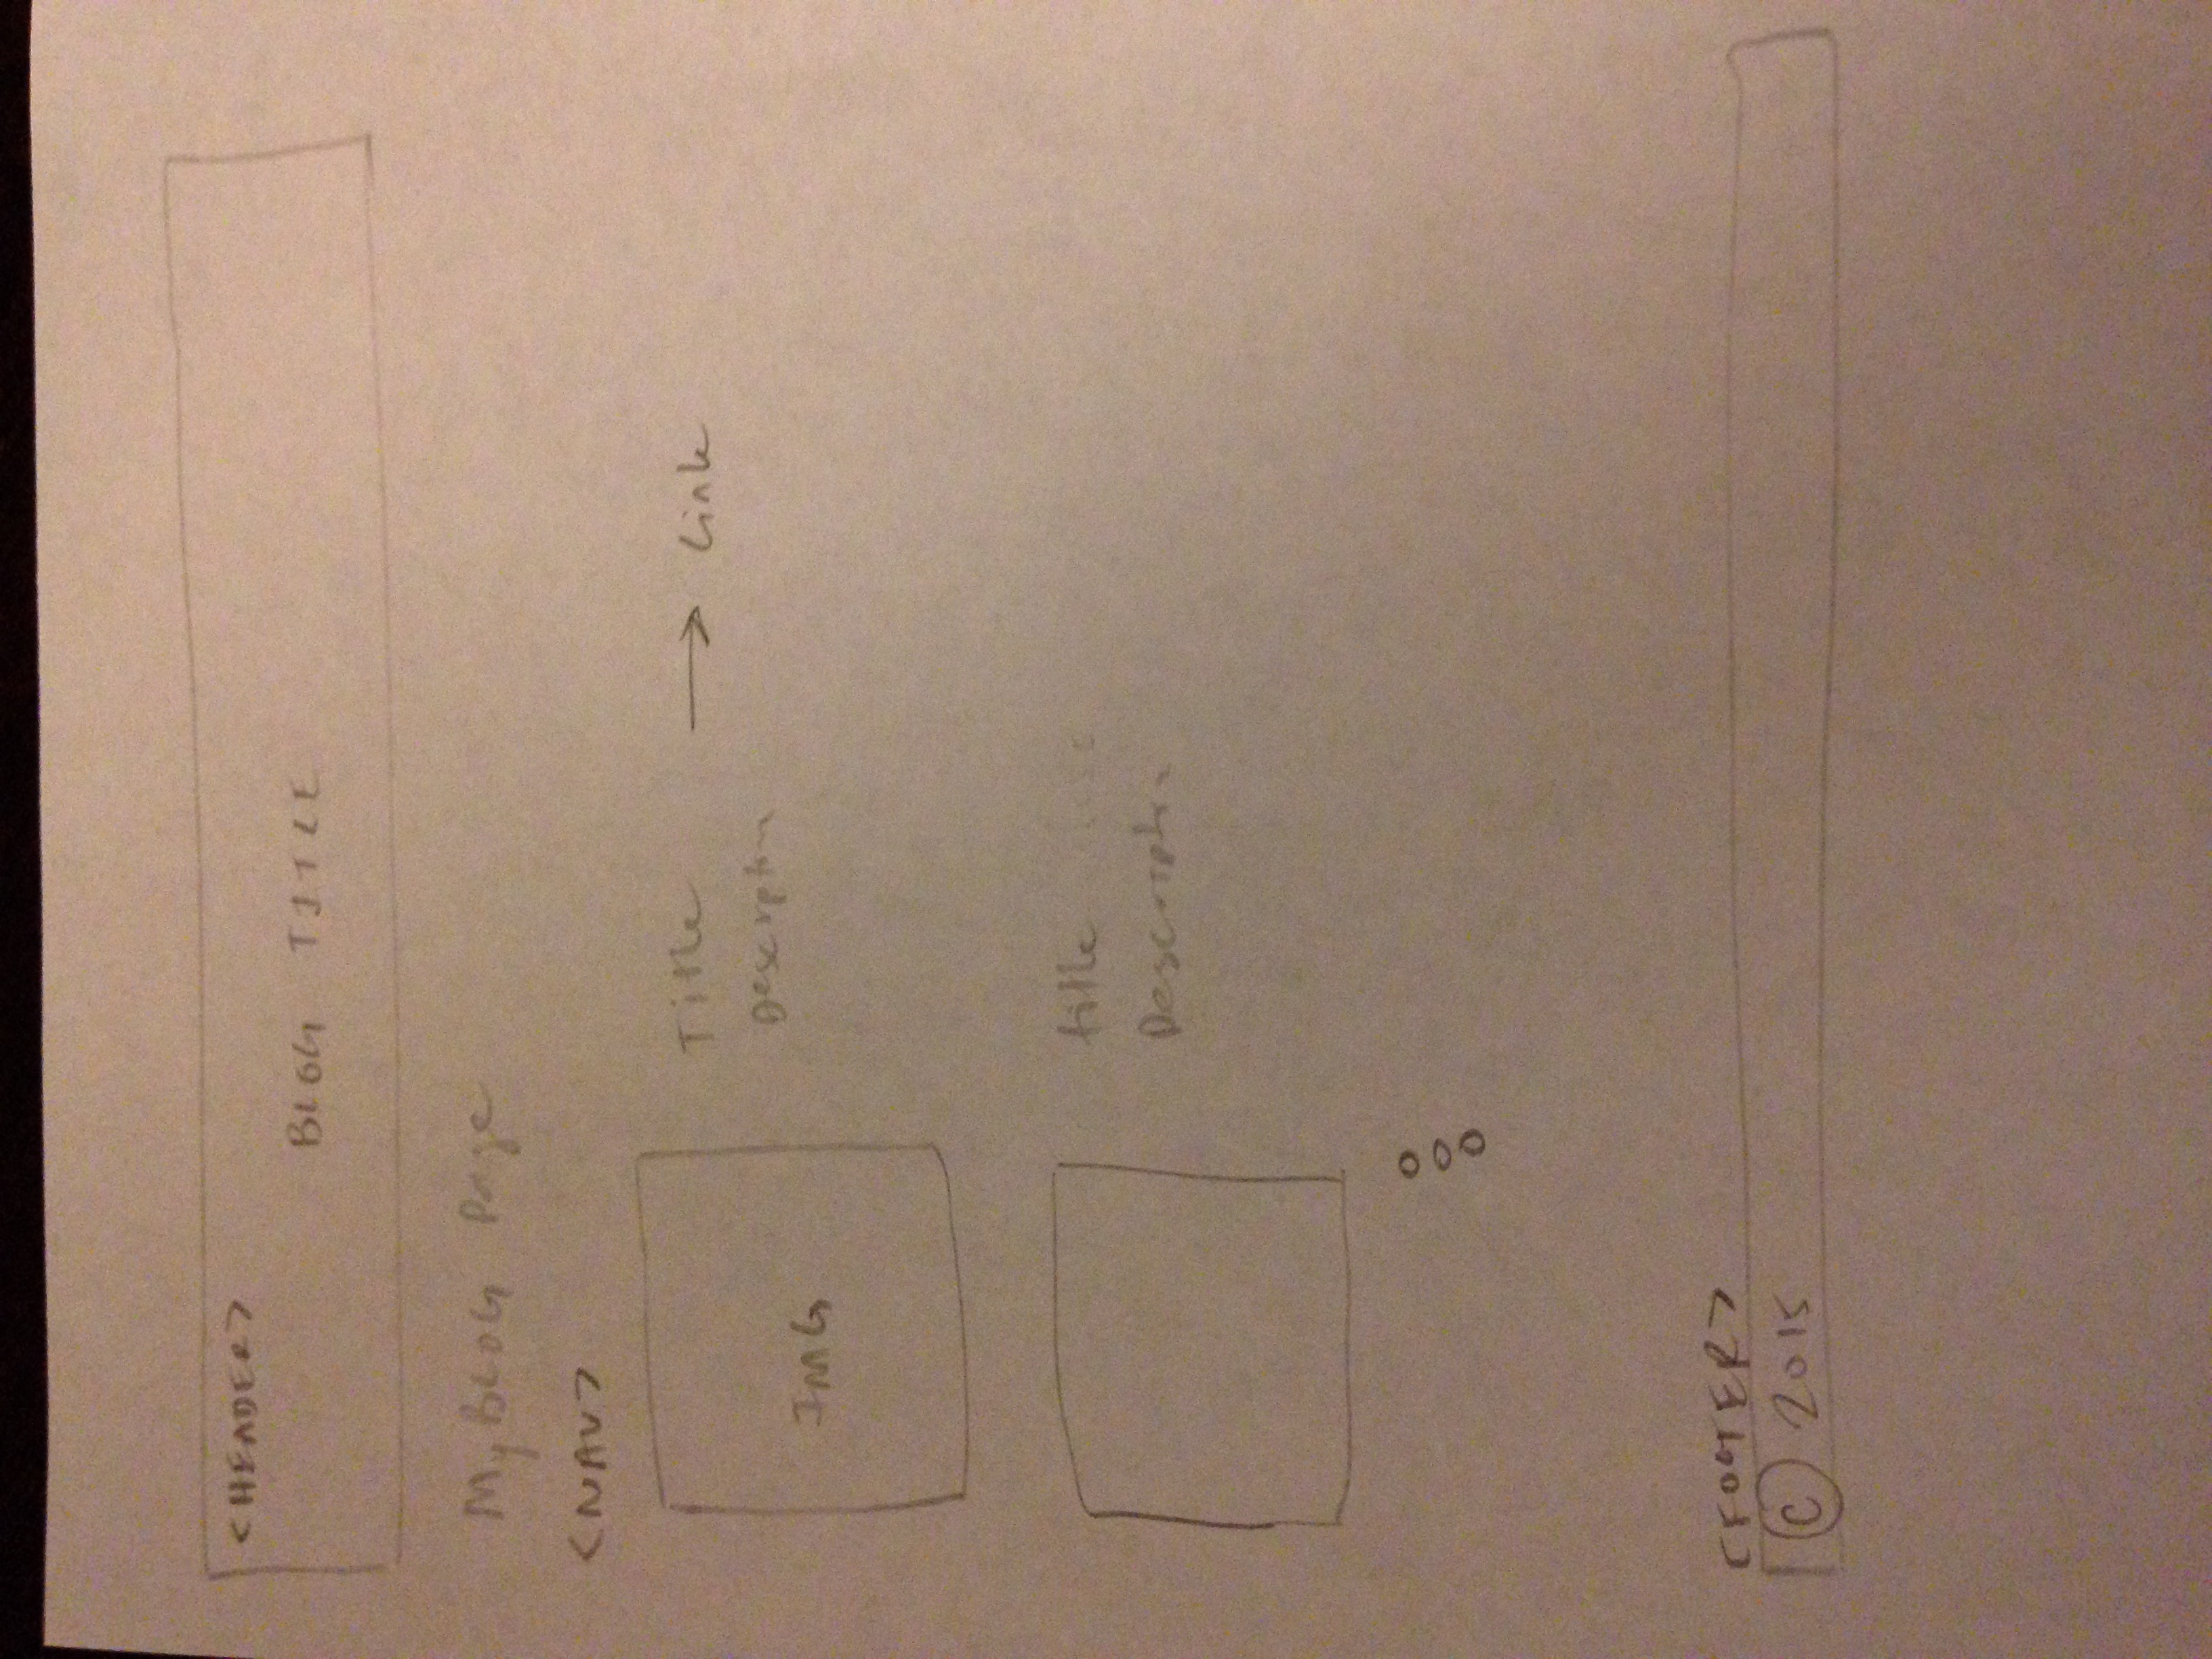 <HEADER>
BLOG TITLE
My BLOG Page
<NAV>
Title → Link
Description
IMG
title
Description
<FOOTER>
© 2015